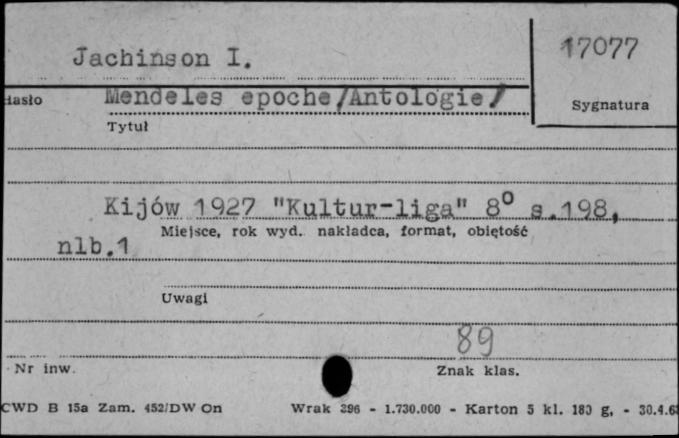 Jachinson I.
17077
Hasło
Mendeles epoche/Antologie/
Sygnatura
Tytuł
Kijów 1927 "Kultur-liga" 8° s.198,
Miejsce, rok wyd. nakładca, format, obiętość
nlb.1
Uwagi
89
Nr inw.
Znak klas.
CWD B 15a Zam. 452/DW On
Wrak 396 - 1.730.000 - Karton 5 kl. 180 g, - 30.4.6